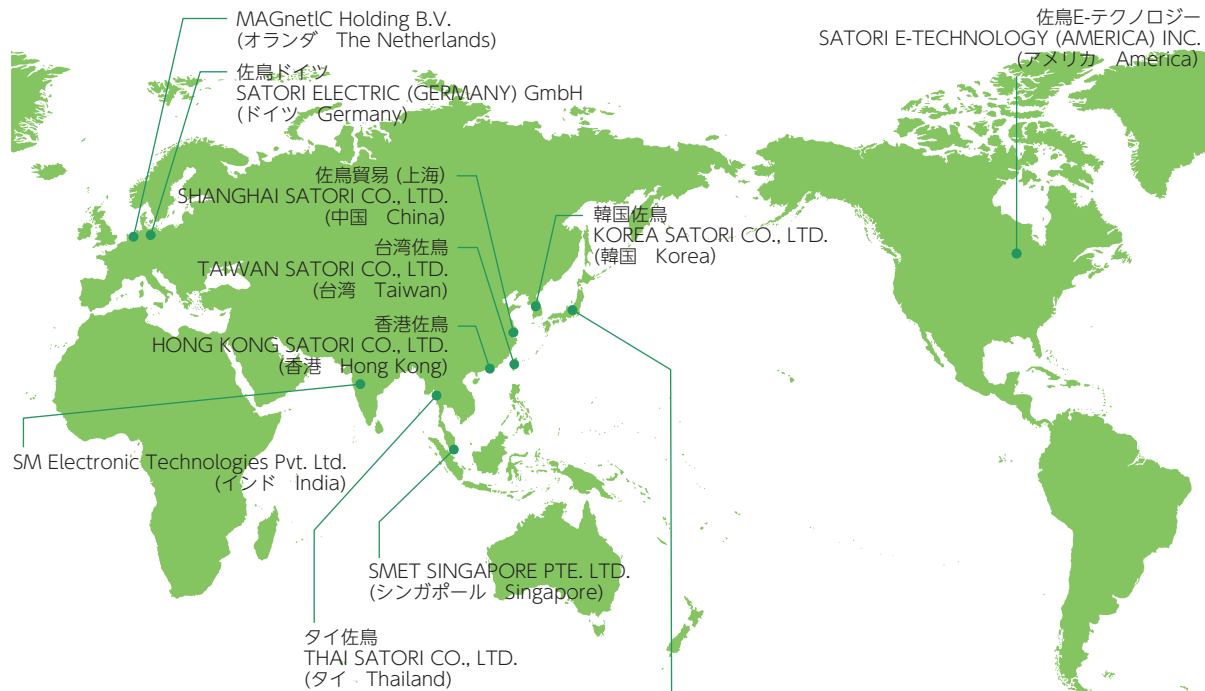 MAGnetIC Holding B.V.
(オランダ　The Netherlands)
佐鳥ドイツ
SATORI ELECTRIC (GERMANY) GmbH
(ドイツ　Germany)
佐鳥E-テクノロジー
SATORI E-TECHNOLOGY (AMERICA) INC.
(アメリカ　America)
佐鳥貿易 (上海)
SHANGHAI SATORI CO., LTD.
(中国　China)
韓国佐鳥
KOREA SATORI CO., LTD.
(韓国　Korea)
台湾佐鳥
TAIWAN SATORI CO., LTD.
(台湾　Taiwan)
香港佐鳥
HONG KONG SATORI CO., LTD.
(香港　Hong Kong)
SM Electronic Technologies Pvt. Ltd.
(インド　India)
SMET SINGAPORE PTE. LTD.
(シンガポール　Singapore)
タイ佐鳥
THAI SATORI CO., LTD.
(タイ　Thailand)